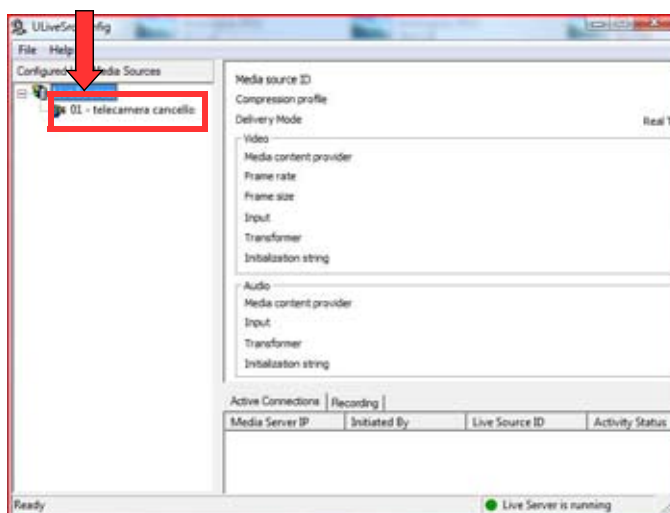 File Help
Media source ID
Compression profile
Delivery Mode
Real T
Video
Media content provider
Frame rate
Frame size
Input
Transformer
Initialization string
Audio
Media content provider
Input
Transformer
Initialization string
01 - telecamera cancello
Active Connections Recording
Media Server IP Initiated By Live Source ID Activity Status
Ready Live Server is running